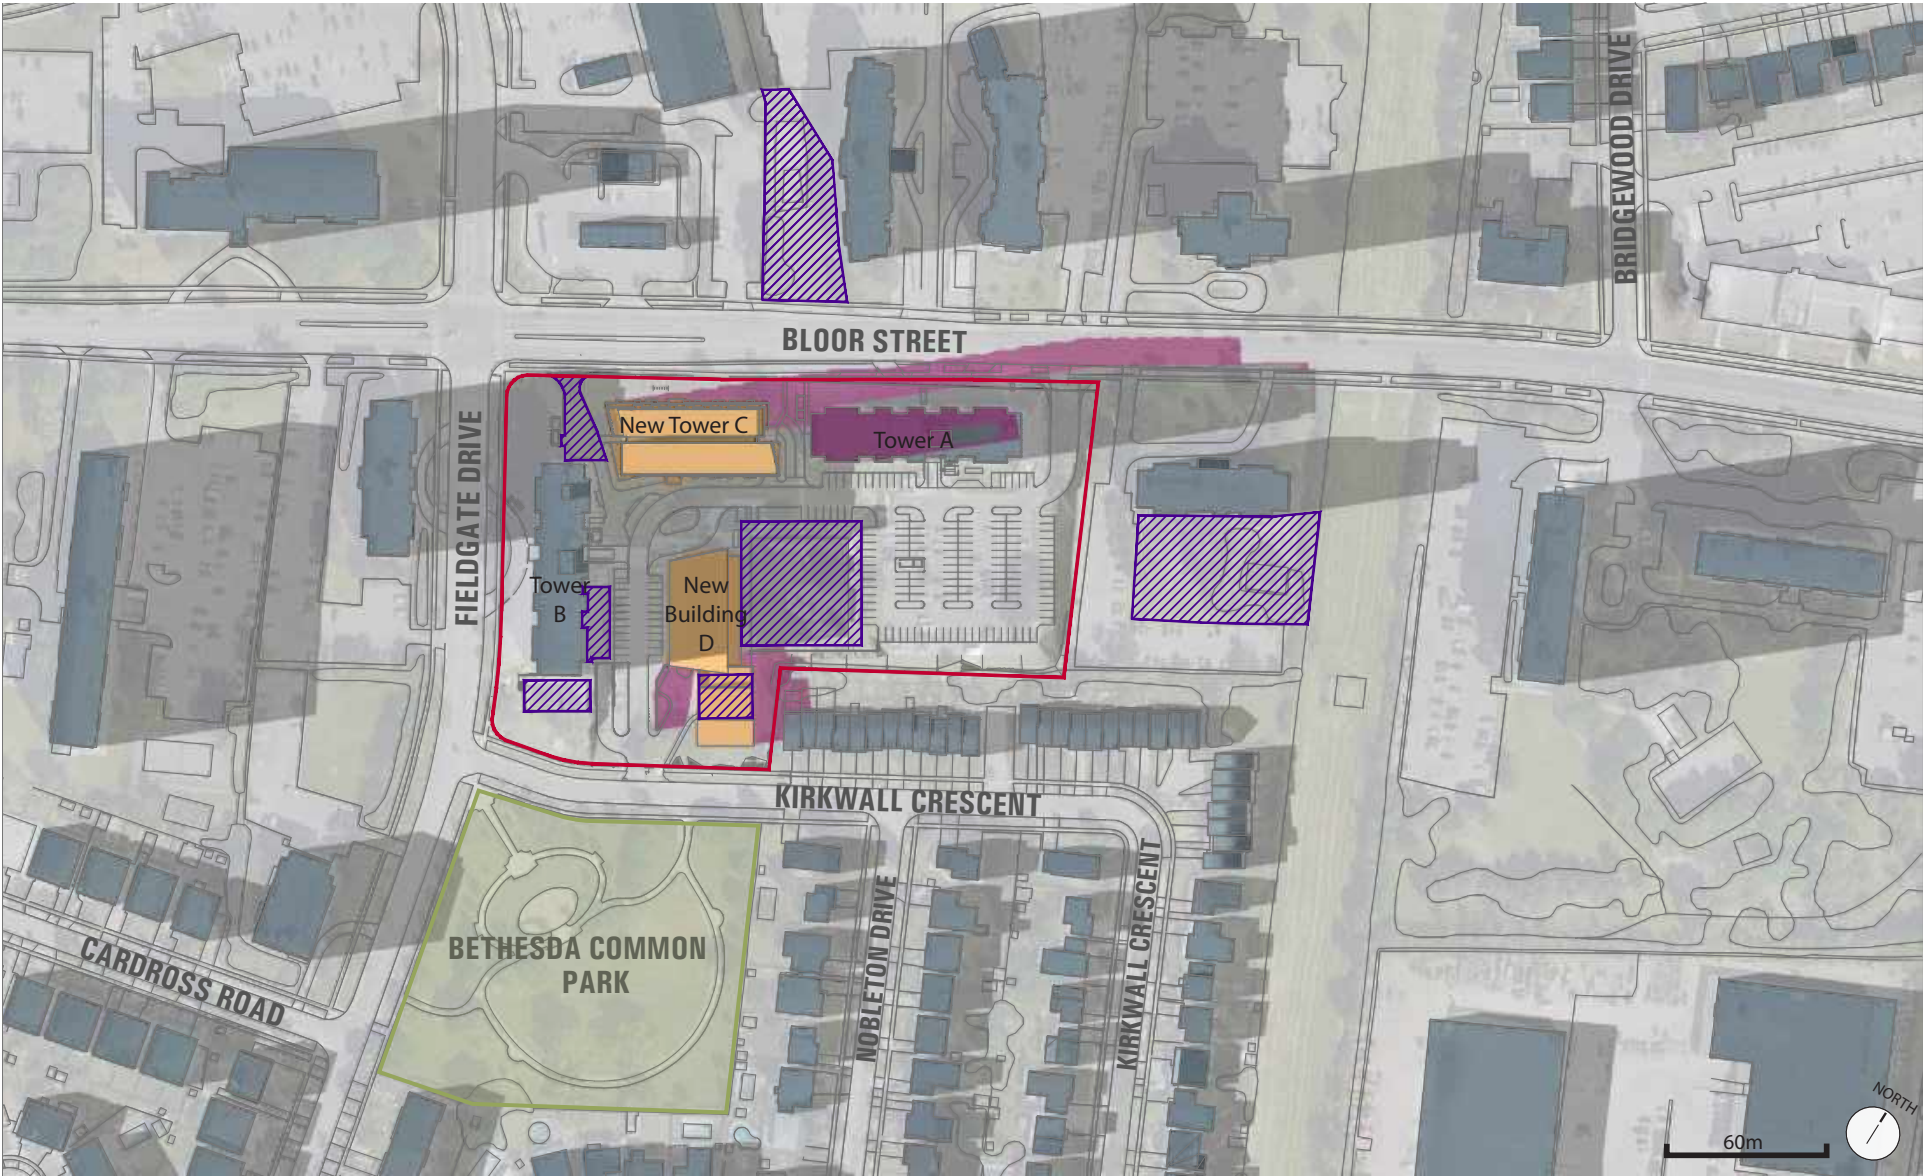 BRIDGEWOOD DRIVE
BLOOR STREET
New Tower C
Tower A
FIELDGATE DRIVE
Tower
B
New
Building
D
KIRKWALL CRESCENT
KIRKWALL CRESCENT
NOBLETON DRIVE
BETHESDA COMMON
PARK
CARDROSS ROAD
NORTH
60m